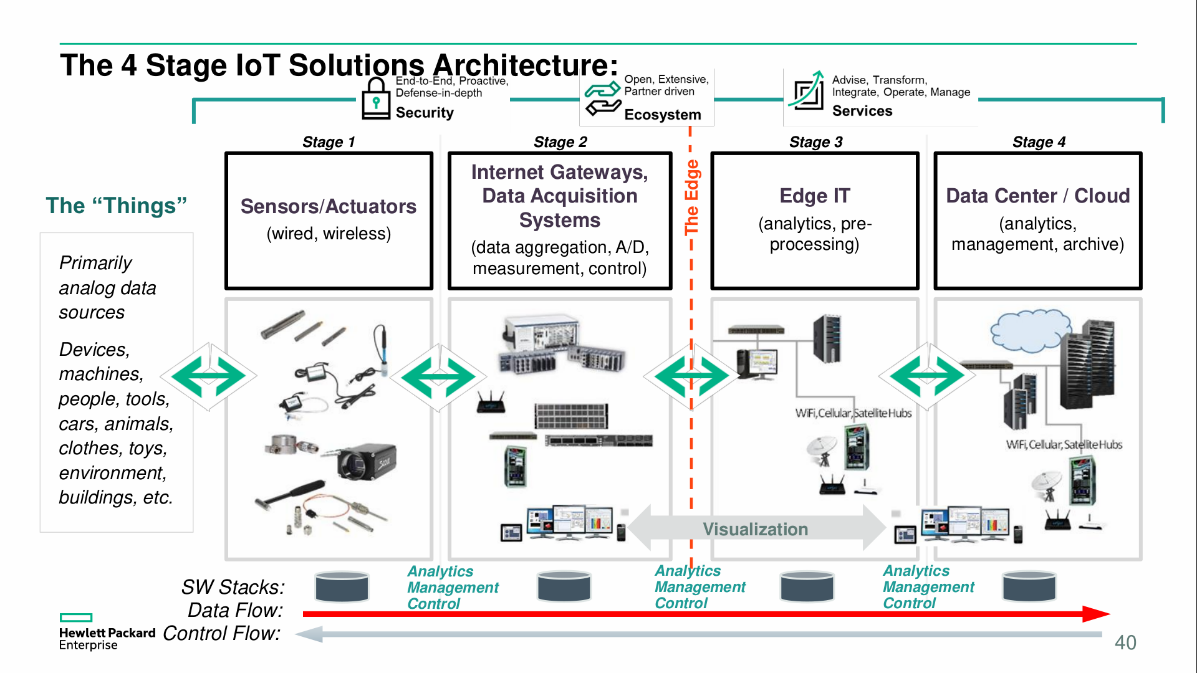 The 4 Stage IoT Solutions Architecture:
End-to-End, Proactive,
Defense-in-depth
Security
Open, Extensive,
Partner driven
Ecosystem
Advise, Transform,
Integrate, Operate, Manage
Services
Stage 1
Stage 2
Stage 3
Stage 4
The “Things”
Primarily
analog data
sources
Devices,
machines,
people, tools,
cars, animals,
clothes, toys,
environment,
buildings, etc.
Sensors/Actuators
(wired, wireless)
Internet Gateways,
Data Acquisition
Systems
(data aggregation, A/D,
measurement, control)
The Edge
Edge IT
(analytics, pre-
processing)
Data Center / Cloud
(analytics,
management, archive)
WiFi, Cellular, Satellite Hubs
WiFi, Cellular, Satellite Hubs
Visualization
SW Stacks:
Analytics
Management
Control
Analytics
Management
Control
Analytics
Management
Control
Data Flow:
Control Flow:
Hewlett Packard
Enterprise
40